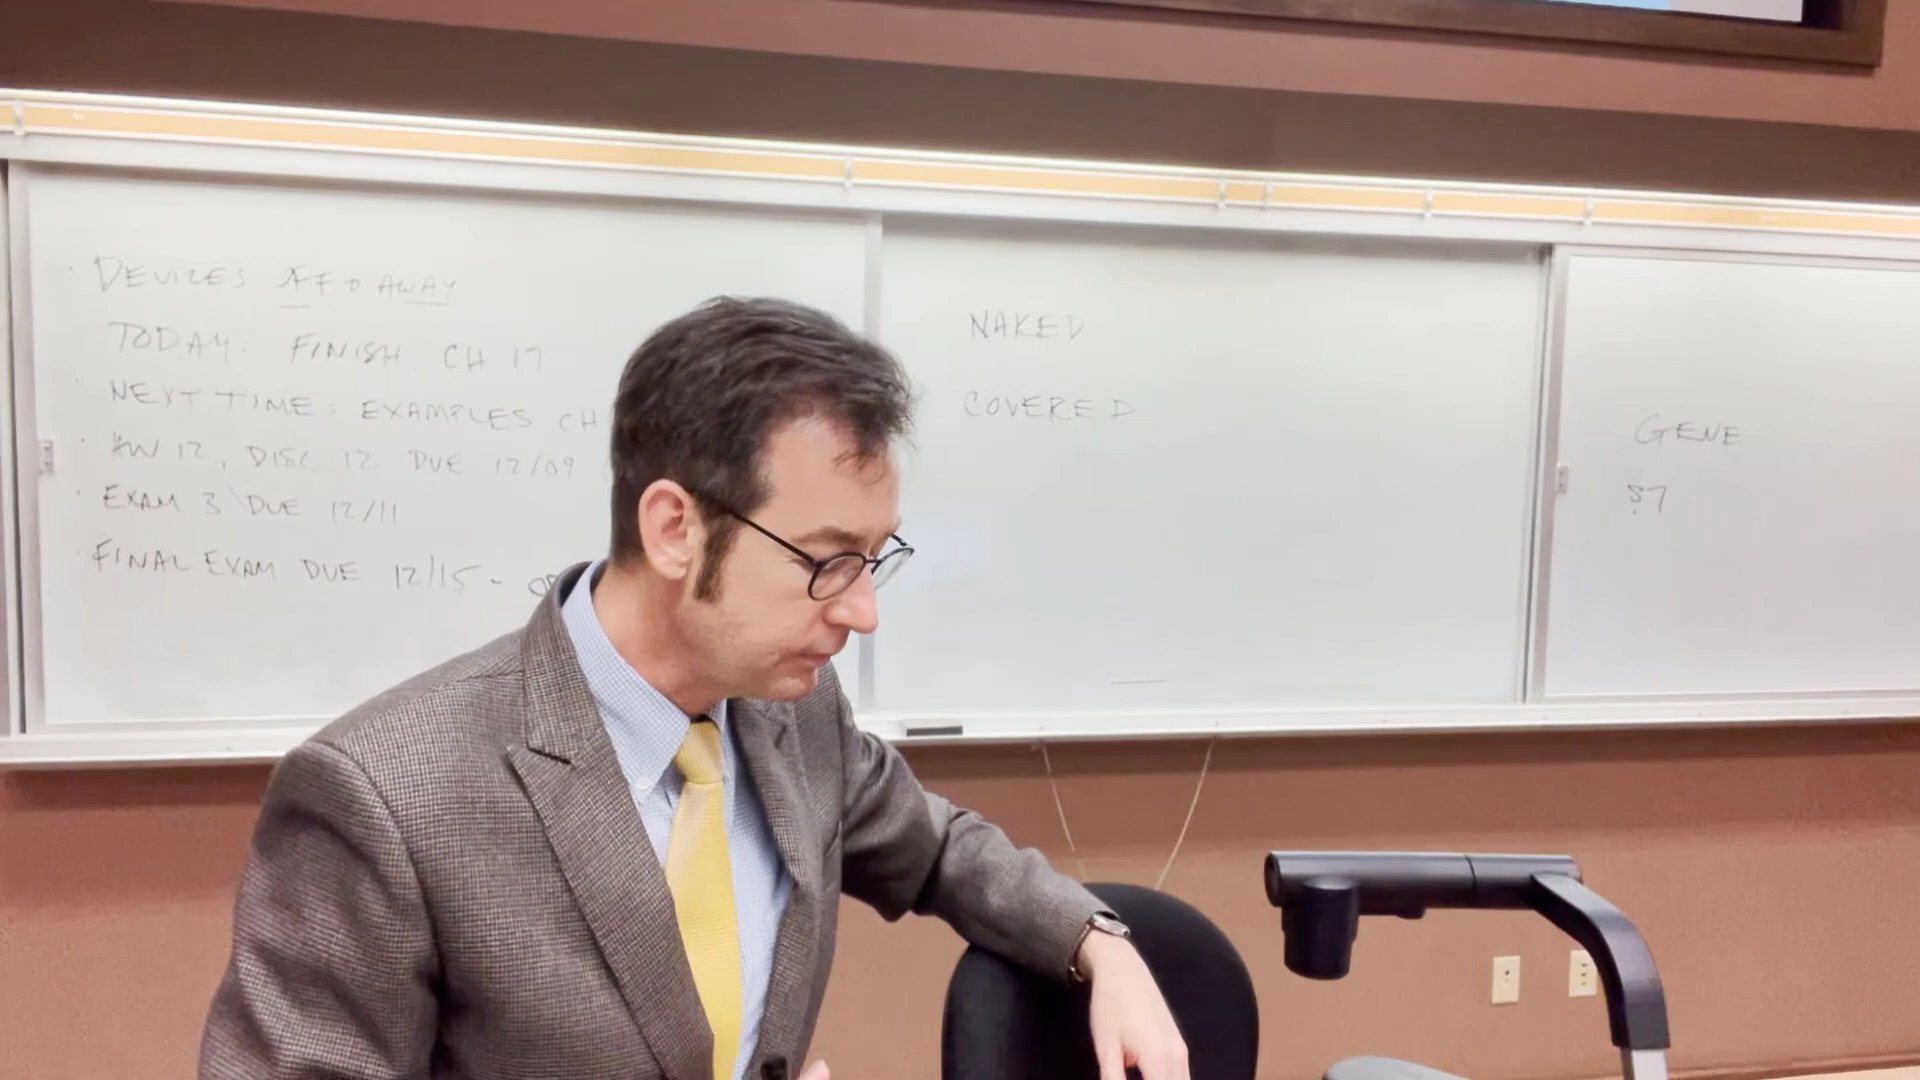 DEVICES OFF & AWAY
TODAY: FINISH CH 17
NEXT TIME: EXAMPLES CH
HW 12, DISC 12 DUE 12/09
EXAM 3 DUE 12/11
FINAL EXAM DUE 12/15 -
NAKED
COVERED
GENE